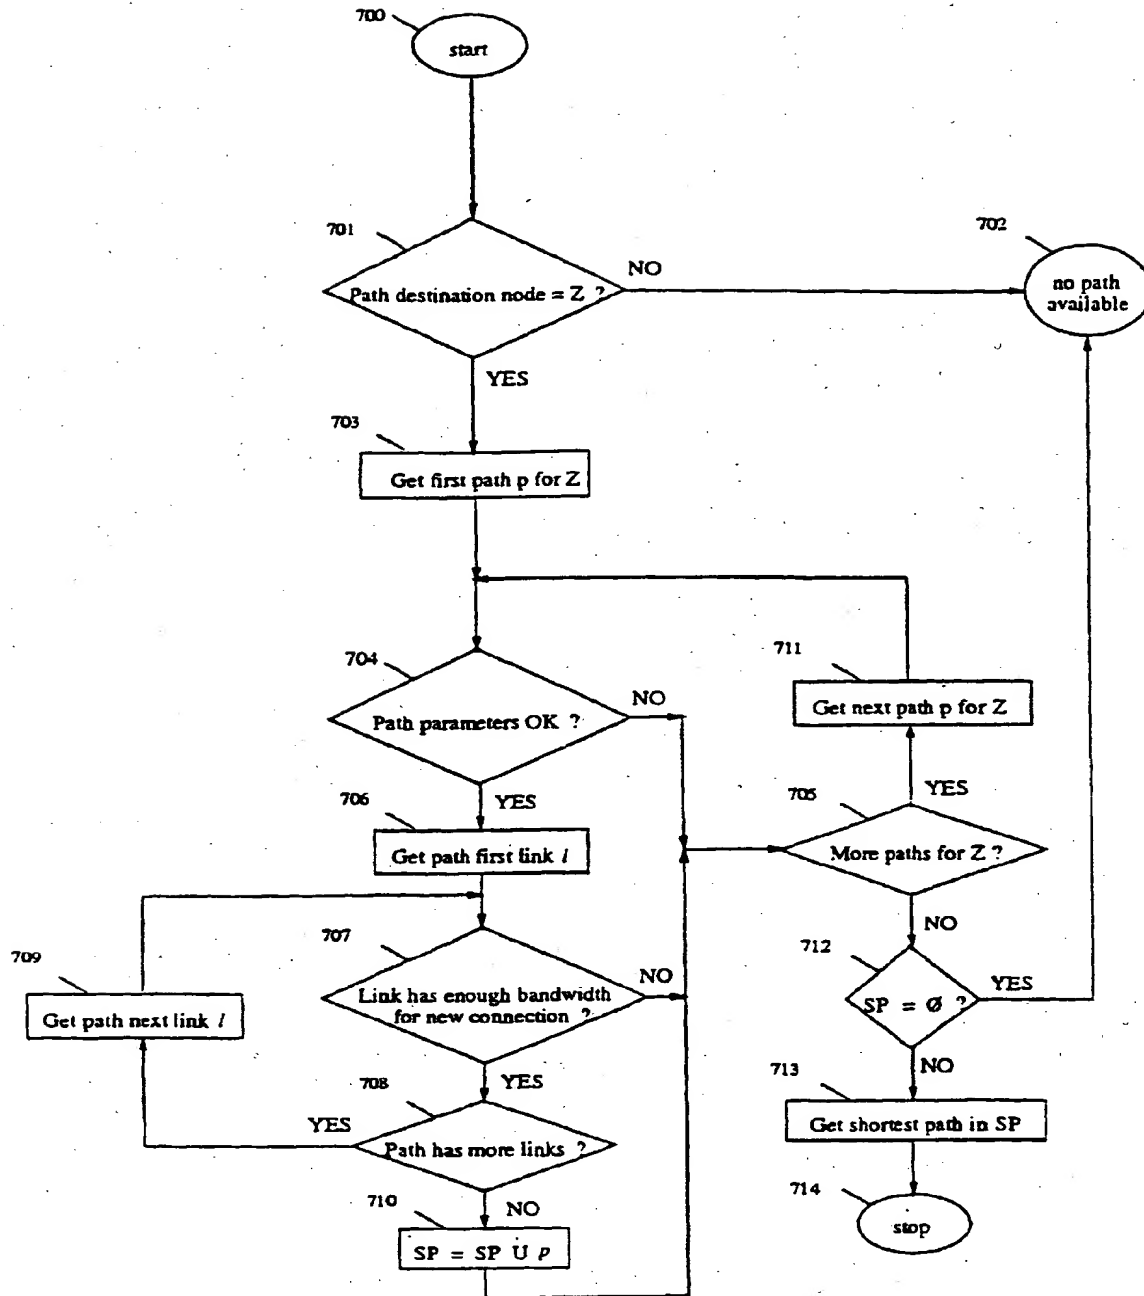 700
start
701
702
Path destination node = Z ?
NO
no path
available
YES
703
Get first path p for Z
704
711
Path parameters OK ?
NO
Get next path p for Z
YES
706
705
YES
Get path first link l
More paths for Z ?
NO
707
712
709
Link has enough bandwidth
for new connection ?
NO
SP = Ø ?
YES
Get path next link l
YES
NO
708
713
YES
Path has more links ?
Get shortest path in SP
710
NO
714
SP = SP U p
stop